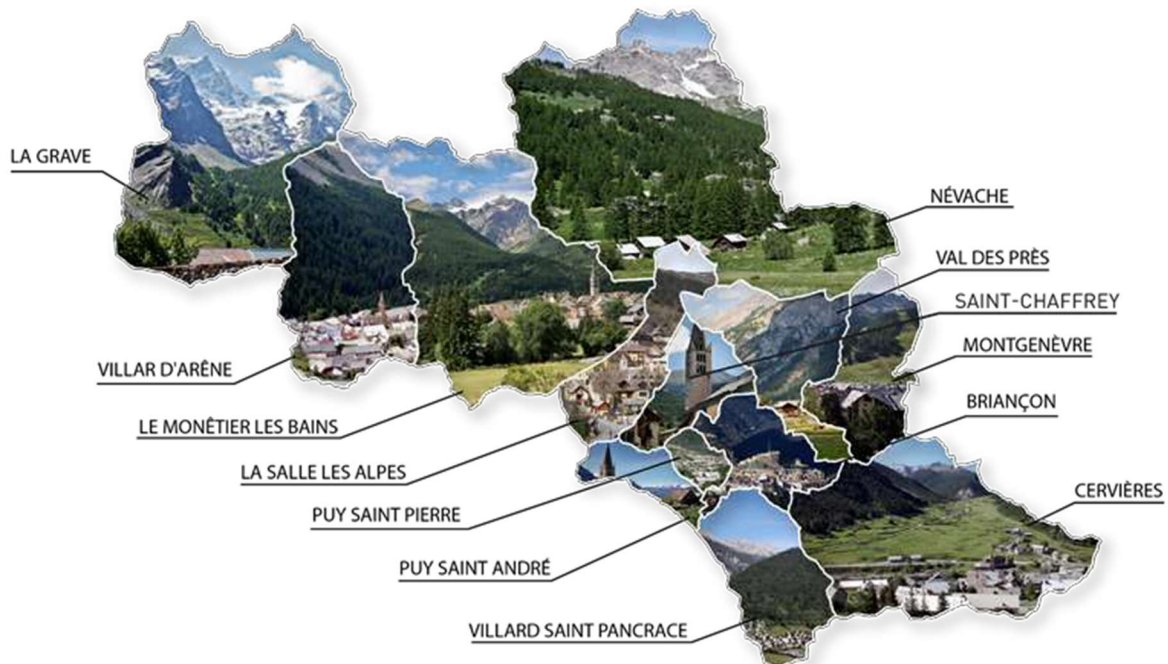 LA GRAVE
NÉVACHE
VAL DES PRÈS
SAINT-CHAFFREY
MONTGENÈVRE
VILLAR D'ARÊNE
BRIANÇON
LE MONÊTIER LES BAINS
LA SALLE LES ALPES
CERVIÈRES
PUY SAINT PIERRE
PUY SAINT ANDRÉ
VILLARD SAINT PANCRACE